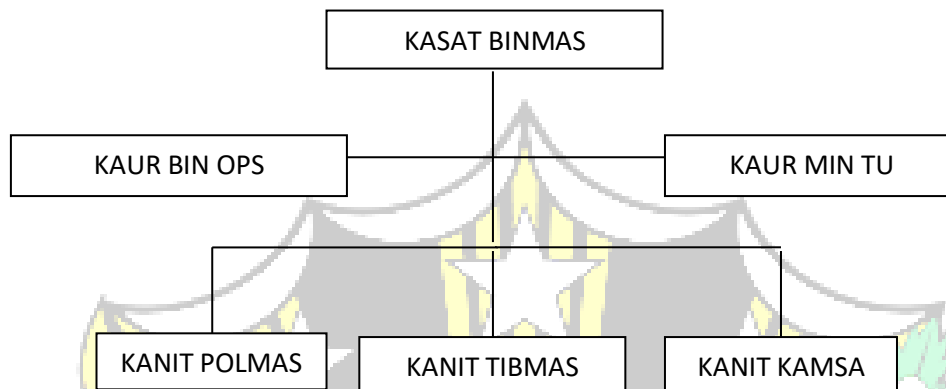 KASAT BINMAS
KAUR BIN OPS
KAUR MIN TU
KANIT POLMAS
KANIT TIBMAS
KANIT KAMSA